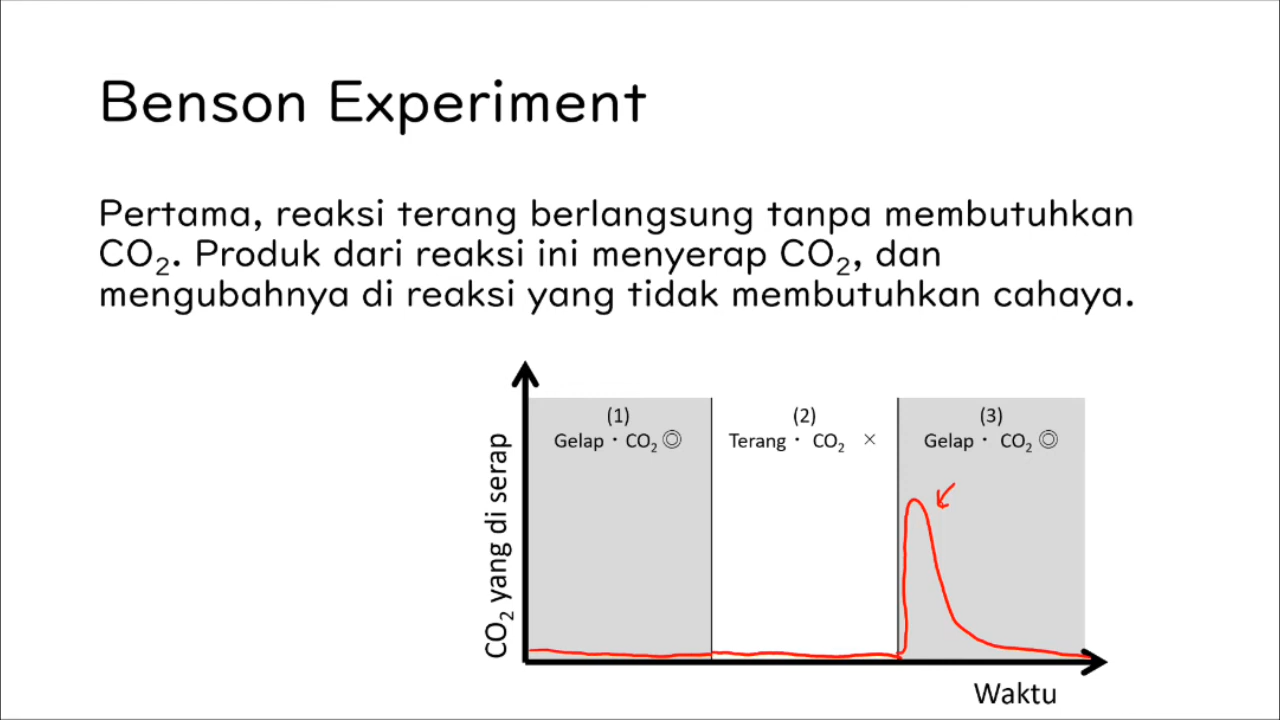 Benson Experiment
Pertama, reaksi terang berlangsung tanpa membutuhkan
CO₂. Produk dari reaksi ini menyerap CO₂, dan
mengubahnya di reaksi yang tidak membutuhkan cahaya.
CO₂ yang di serap
(1)
Gelap・CO₂ ◎
(2)
Terang・ CO₂ ×
(3)
Gelap・ CO₂ ◎
Waktu